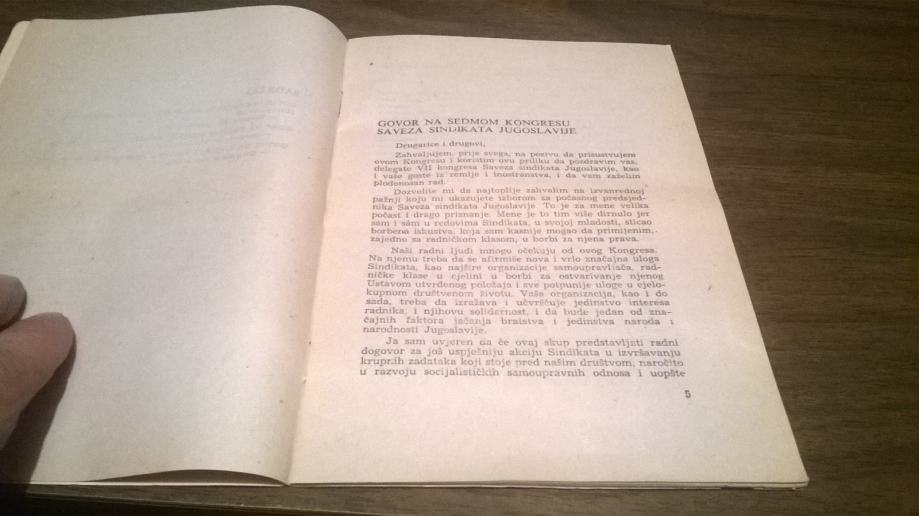 GOVOR NA SEDMOM KONGRESU
SAVEZA SINDIKATA JUGOSLAVIJE
Drugarice i drugovi,
Zahvaljujem, prije svega, na pozivu da prisustvujem
ovom Kongresu i koristim ovu priliku da pozdravim vas,
delegate VII kongresa Saveza sindikata Jugoslavije, kao
i vaše goste iz zemlje i inostranstva, i da vam zaželim
plodonosan rad.
Dozvolite mi da najtoplije zahvalim na izvanrednoj
pažnji koju mi ukazujete izborom za počasnog predsjed-
nika Saveza sindikata Jugoslavije. To je za mene velika
počast i drago priznanje. Mene je to tim više dirnulo jer
sam i sâm u redovima Sindikata, u svojoj mladosti, sticao
borbena iskustva, koja sam kasnije mogao da primijenim,
zajedno sa radničkom klasom, u borbi za njena prava.
Naši radni ljudi mnogo očekuju od ovog Kongresa.
Na njemu treba da se afirmiše nova i vrlo značajna uloga
Sindikata, kao najšire organizacije samoupravljača, rad-
ničke klase u cjelini u borbi za ostvarivanje njenog
Ustavom utvrđenog položaja i sve potpunije uloge u cjelo-
kupnom društvenom životu. Vaša organizacija, kao i do
sada, treba da izražava i učvršćuje jedinstvo interesa
radnika, i njihovu solidarnost, i da bude jedan od zna-
čajnih faktora jačanja bratstva i jedinstva naroda i
narodnosti Jugoslavije.
Ja sam uvjeren da će ovaj skup predstavljati radni
dogovor za još uspješniju akciju Sindikata u izvršavanju
krupnih zadataka koji stoje pred našim društvom, naročito
u razvoju socijalističkih samoupravnih odnosa i uopšte
5